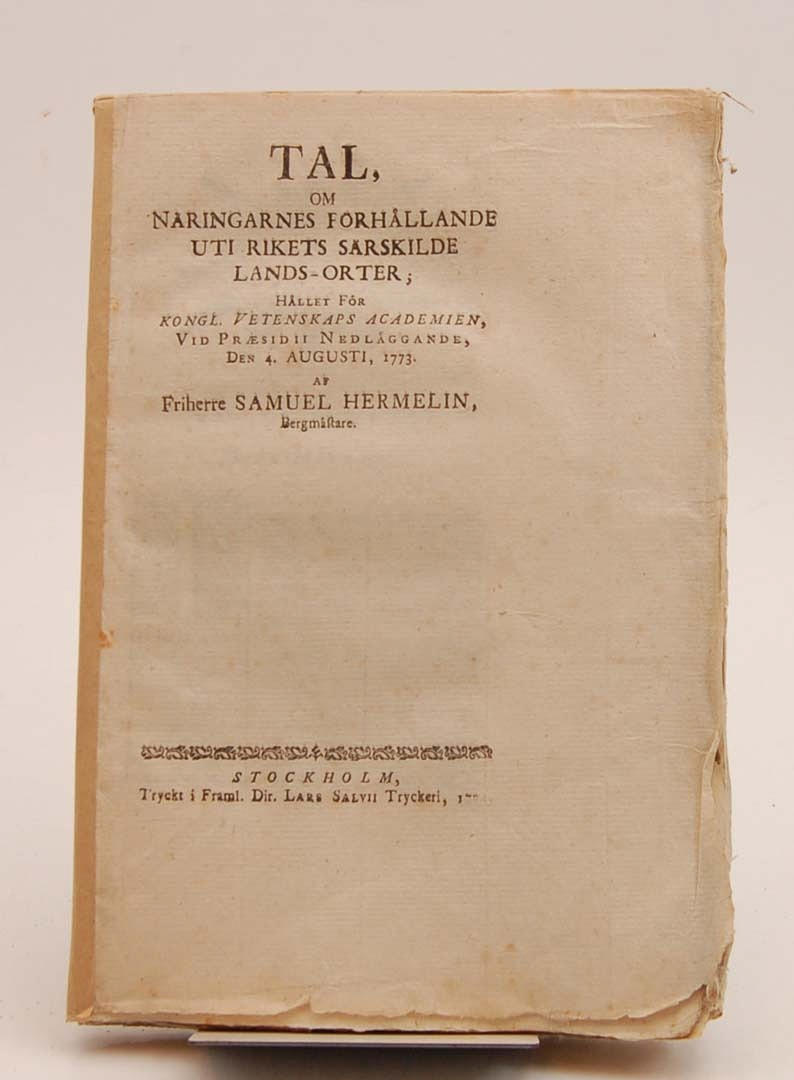 TAL,
OM
NÄRINGARNES FÖRHÅLLANDE
UTI RIKETS SÄRSKILDE
LANDS-ORTER;
HÅLLET FÖR
KONGL. VETENSKAPS ACADEMIEN,
VID PRÆSIDII NEDLÄGGANDE,
DEN 4. AUGUSTI, 1773.
AF
Friherre SAMUEL HERMELIN,
Bergmäſtare.
STOCKHOLM,
Tryckt i Framl. Dir. LARS SALVII Tryckeri,